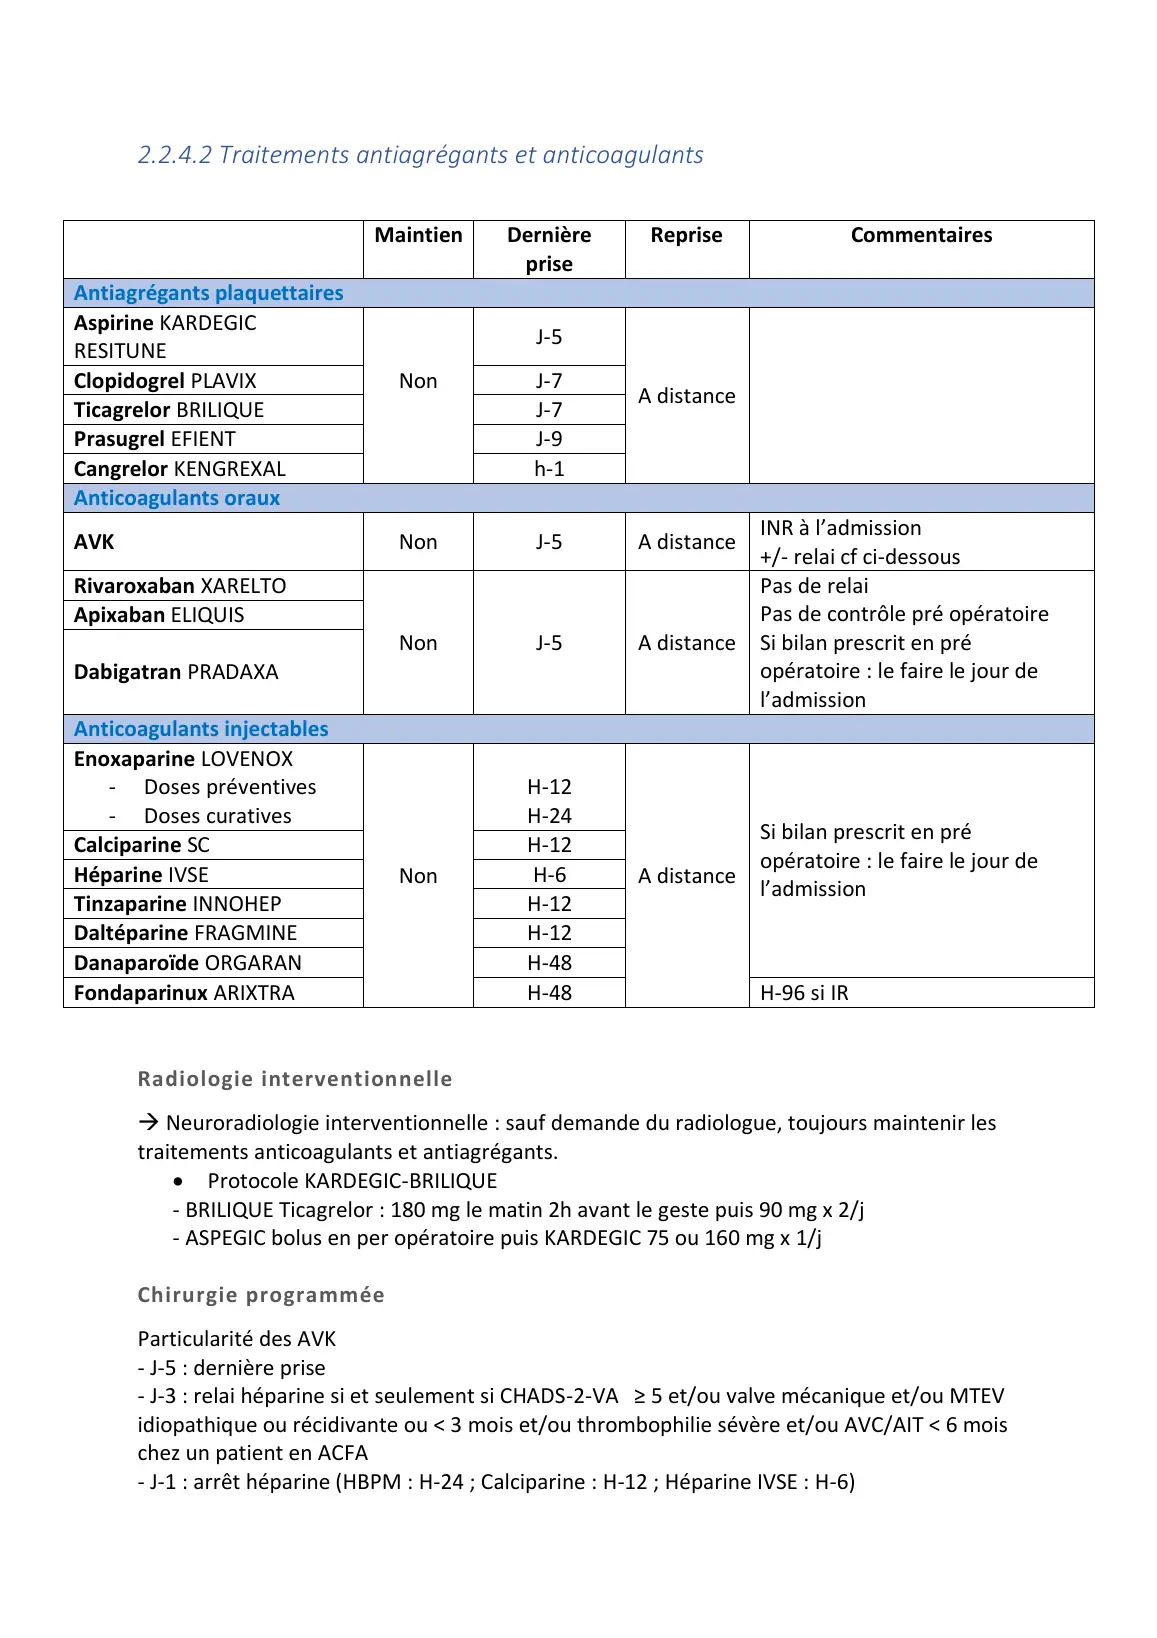 2.2.4.2 Traitements antiagrégants et anticoagulants
Maintien Dernière prise Reprise Commentaires
Antiagrégants plaquettaires
Aspirine KARDEGIC
RESITUNE
J-5
Clopidogrel PLAVIX Non J-7
A distance
Ticagrelor BRILIQUE J-7
Prasugrel EFIENT J-9
Cangrelor KENGREXAL h-1
Anticoagulants oraux
AVK Non J-5 A distance
INR à l’admission
+/- relai cf ci-dessous
Rivaroxaban XARELTO
Apixaban ELIQUIS
Dabigatran PRADAXA
Non J-5 A distance
Pas de relai
Pas de contrôle pré opératoire
Si bilan prescrit en pré
opératoire : le faire le jour de
l’admission
Anticoagulants injectables
Enoxaparine LOVENOX
- Doses préventives H-12
- Doses curatives H-24
Calciparine SC H-12
Héparine IVSE Non H-6 A distance
Si bilan prescrit en pré
opératoire : le faire le jour de
l’admission
Tinzaparine INNOHEP H-12
Daltéparine FRAGMINE H-12
Danaparoïde ORGARAN H-48
Fondaparinux ARIXTRA H-48 H-96 si IR
Radiologie interventionnelle
→ Neuroradiologie interventionnelle : sauf demande du radiologue, toujours maintenir les
traitements anticoagulants et antiagrégants.
• Protocole KARDEGIC-BRILIQUE
- BRILIQUE Ticagrelor : 180 mg le matin 2h avant le geste puis 90 mg x 2/j
- ASPEGIC bolus en per opératoire puis KARDEGIC 75 ou 160 mg x 1/j
Chirurgie programmée
Particularité des AVK
- J-5 : dernière prise
- J-3 : relai héparine si et seulement si CHADS-2-VA ≥ 5 et/ou valve mécanique et/ou MTEV
idiopathique ou récidivante ou < 3 mois et/ou thrombophilie sévère et/ou AVC/AIT < 6 mois
chez un patient en ACFA
- J-1 : arrêt héparine (HBPM : H-24 ; Calciparine : H-12 ; Héparine IVSE : H-6)